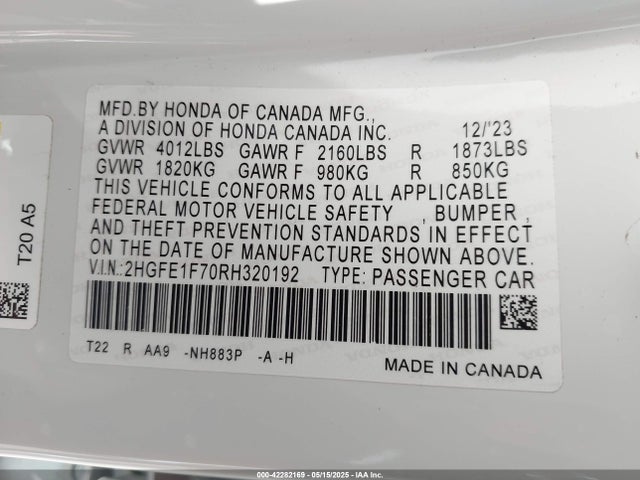 MFD.BY HONDA OF CANADA MFG.,
A DIVISION OF HONDA CANADA INC. 12/'23
GVWR 4012LBS GAWR F 2160LBS R 1873LBS
GVWR 1820KG GAWR F 980KG R 850KG
THIS VEHICLE CONFORMS TO ALL APPLICABLE
FEDERAL MOTOR VEHICLE SAFETY , BUMPER ,
AND THEFT PREVENTION STANDARDS IN EFFECT
ON THE DATE OF MANUFACTURE SHOWN ABOVE.
V.I.N.:2HGFE1F70RH320192 TYPE: PASSENGER CAR
T22 R AA9 -NH883P -A -H
MADE IN CANADA
T20 A5
000-42282169 - 05/15/2025 - IAA Inc.